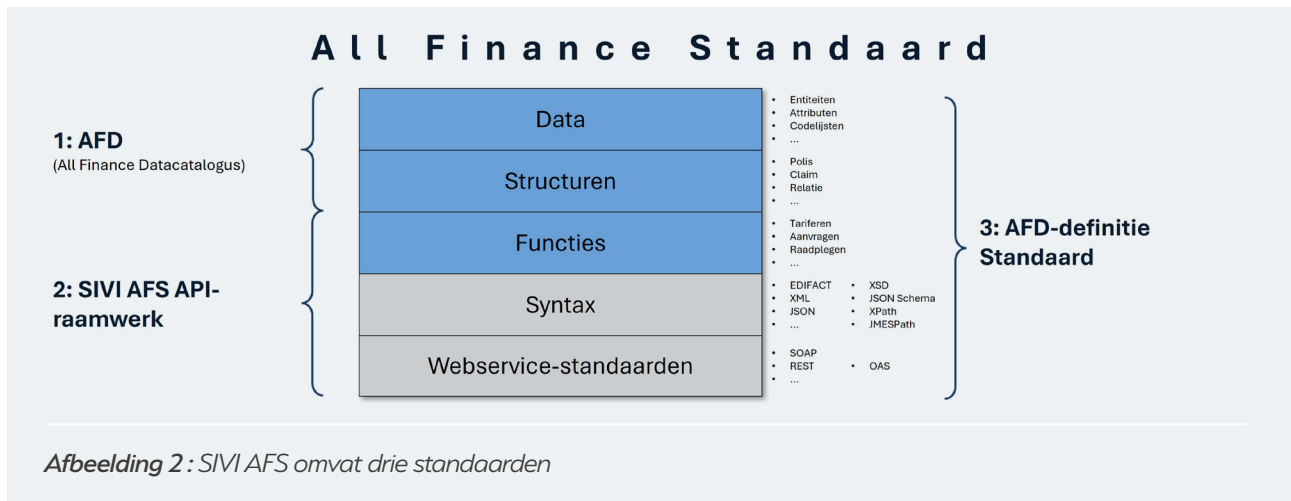 All Finance Standaard
1: AFD
(All Finance Datacatalogus)
2: SIVI AFS API-
raamwerk
Data
• Entiteiten
• Attributen
• Codelijsten
• ...
Structuren
• Polis
• Claim
• Relatie
• ...
Functies
• Tariferen
• Aanvragen
• Raadplegen
• ...
Syntax
• EDIFACT
• XML
• JSON
• ...
• XSD
• JSON Schema
• XPath
• JMESPath
Webservice-standaarden
• SOAP
• REST
• ...
• OAS
3: AFD-definitie
Standaard
Afbeelding 2 : SIVI AFS omvat drie standaarden